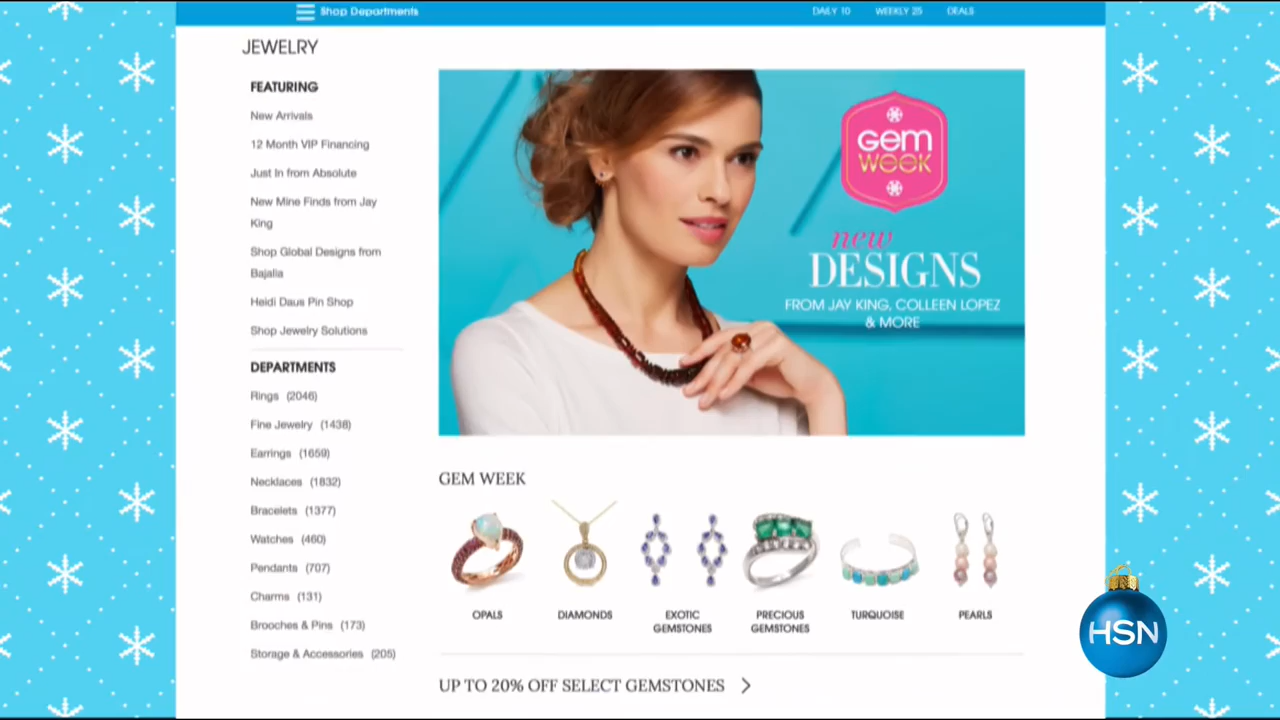 Shop Departments
DAILY 10 WEEKLY 25 DEALS
JEWELRY
FEATURING
New Arrivals
12 Month VIP Financing
Just In from Absolute
New Mine Finds from Jay
King
Shop Global Designs from
Bajalia
Heidi Daus Pin Shop
Shop Jewelry Solutions
DEPARTMENTS
Rings (2046)
Fine Jewelry (1438)
Earrings (1659)
Necklaces (1832)
Bracelets (1377)
Watches (460)
Pendants (707)
Charms (131)
Brooches & Pins (173)
Storage & Accessories (205)
Gem
WEEK
new
DESIGNS
FROM JAY KING, COLLEEN LOPEZ
& MORE
GEM WEEK
OPALS
DIAMONDS
EXOTIC
GEMSTONES
PRECIOUS
GEMSTONES
TURQUOISE
PEARLS
UP TO 20% OFF SELECT GEMSTONES
HSN